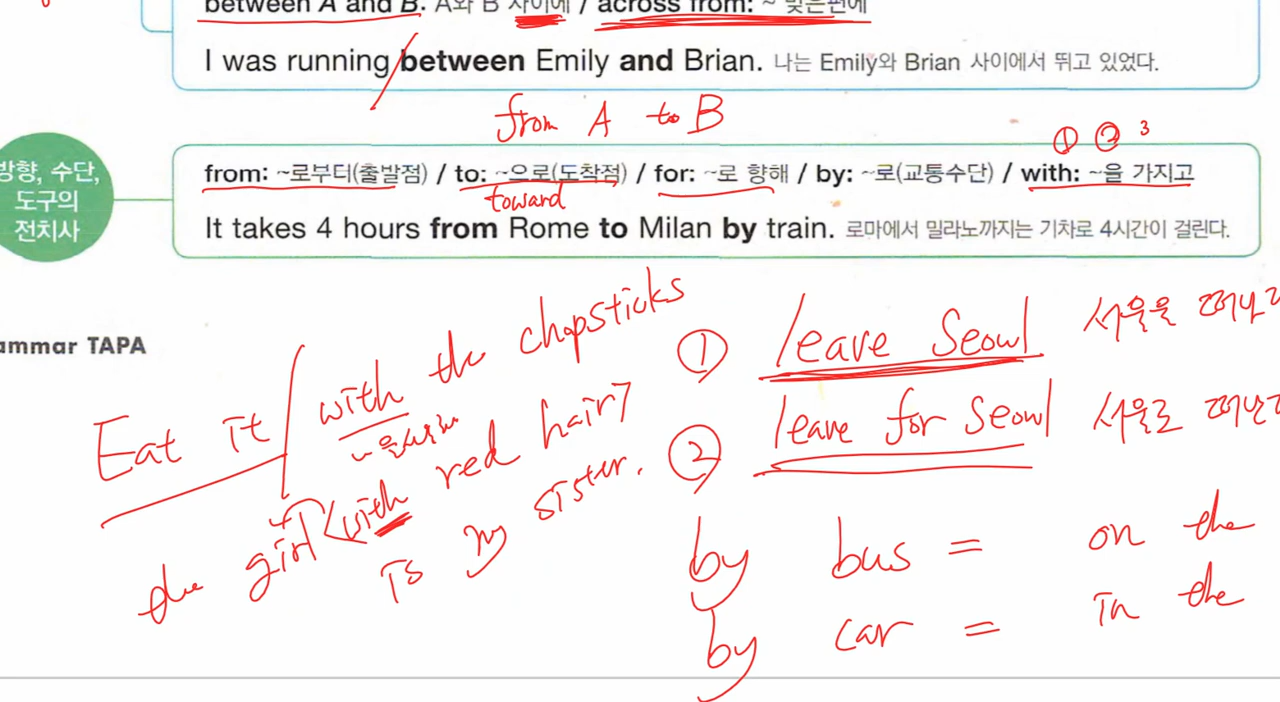 between A and B: A와 B 사이에 / across from: ~ 맞은편에
I was running between Emily and Brian. 나는 Emily와 Brian 사이에서 뛰고 있었다.
from A to B
① ② 3
방향, 수단,
도구의
전치사
from: ~로부터(출발점) / to: ~으로(도착점) / for: ~로 향해 / by: ~로(교통수단) / with: ~을 가지고
toward
It takes 4 hours from Rome to Milan by train. 로마에서 밀라노까지는 기차로 4시간이 걸린다.
ammar TAPA
Eat it with the chopsticks
the girl with red hair
is my sister.
① leave Seoul 서울을 떠나
② leave for Seoul 서울로 떠난
by bus = on the
by car = in the